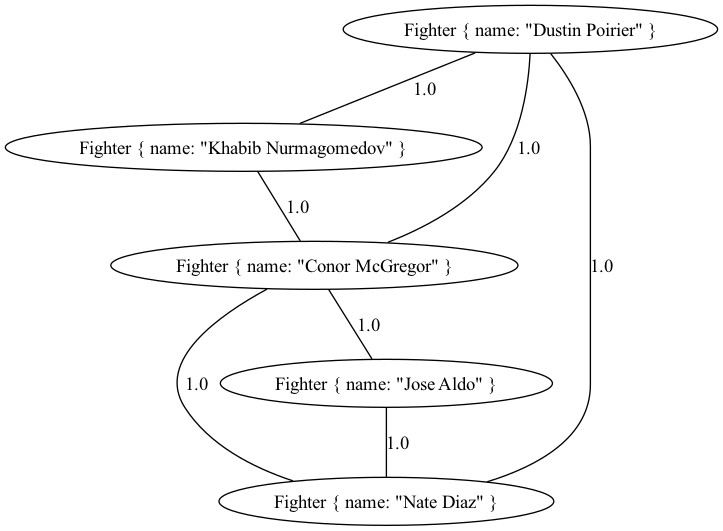 Fighter { name: "Dustin Poirier" }
1.0
Fighter { name: "Khabib Nurmagomedov" }
1.0
1.0
Fighter { name: "Conor McGregor" }
1.0
1.0
Fighter { name: "Jose Aldo" }
1.0
1.0
Fighter { name: "Nate Diaz" }